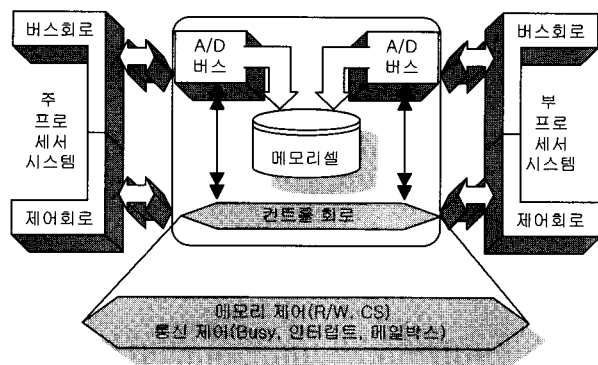 버스회로
주
프로
세서
시스템
제어회로
A/D
버스
A/D
버스
메모리셀
컨트롤 회로
버스회로
부
프로
세서
시스템
제어회로
메모리 제어(R/W, CS)
통신 제어(Busy, 인터럽트, 메일박스)